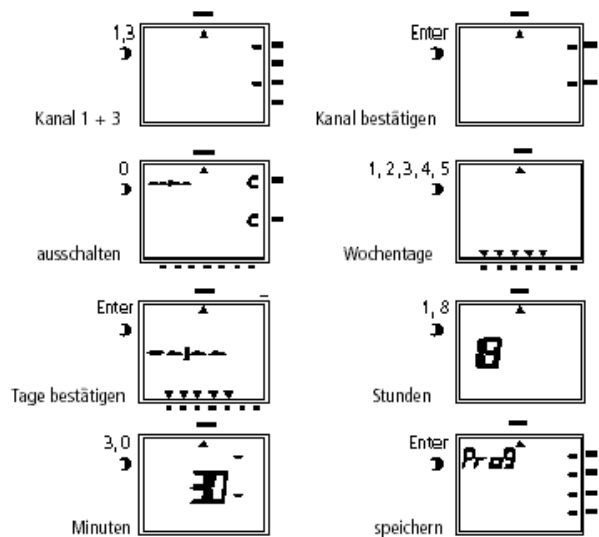 1,3
Kanal 1 + 3
Enter
Kanal bestätigen
0
ausschalten
1, 2,3, 4, 5
Wochentage
Enter
Tage bestätigen
1, 8
8
Stunden
3, 0
30
Minuten
Enter
Prog
speichern